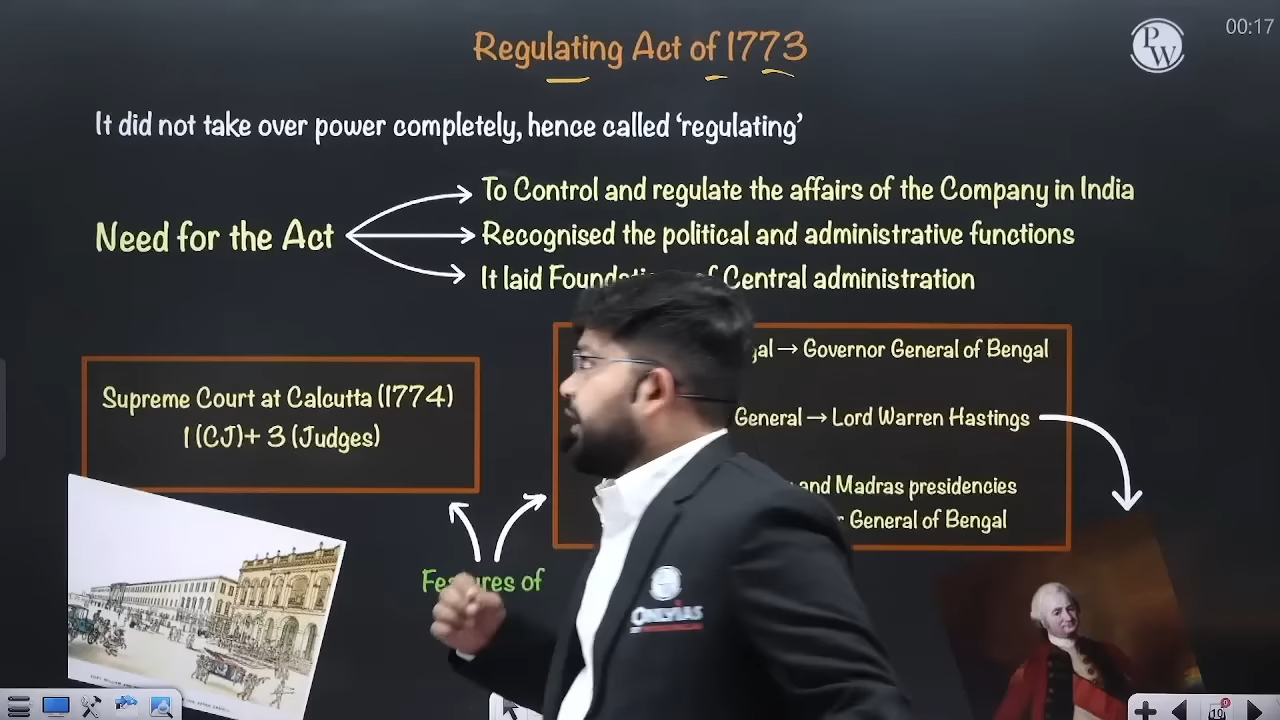 Regulating Act of 1773
PW
00:17
It did not take over power completely, hence called 'regulating'
Need for the Act
To Control and regulate the affairs of the Company in India
Recognised the political and administrative functions
It laid Central administration
Supreme Court at Calcutta (1774)
1 (CJ)+ 3 (Judges)
→ Governor General of Bengal
General → Lord Warren Hastings
and Madras presidencies
General of Bengal
of